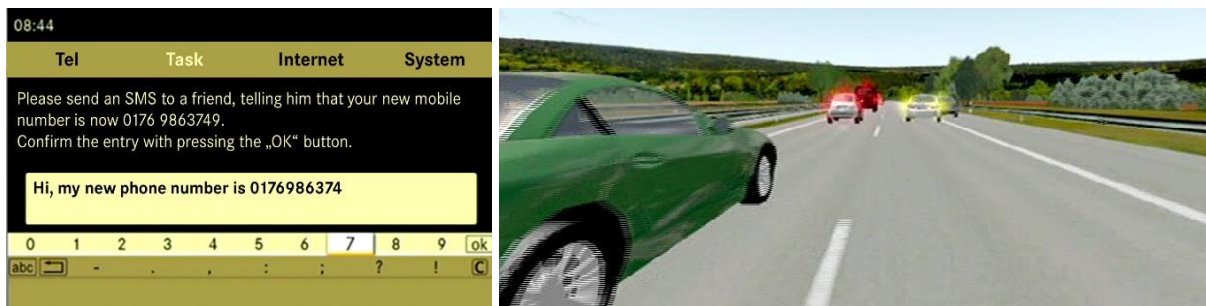 08:44
Tel Task Internet System
Please send an SMS to a friend, telling him that your new mobile
number is now 0176 9863749.
Confirm the entry with pressing the „OK“ button.
Hi, my new phone number is 0176986374
0 1 2 3 4 5 6 7 8 9 ok
abc - . , : ; ? ! C